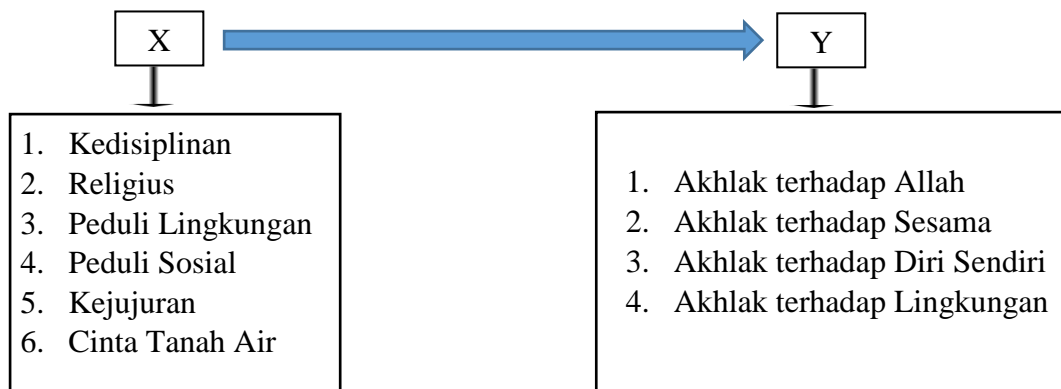 X
Y
1. Kedisiplinan
2. Religius
3. Peduli Lingkungan
4. Peduli Sosial
5. Kejujuran
6. Cinta Tanah Air
1. Akhlak terhadap Allah
2. Akhlak terhadap Sesama
3. Akhlak terhadap Diri Sendiri
4. Akhlak terhadap Lingkungan